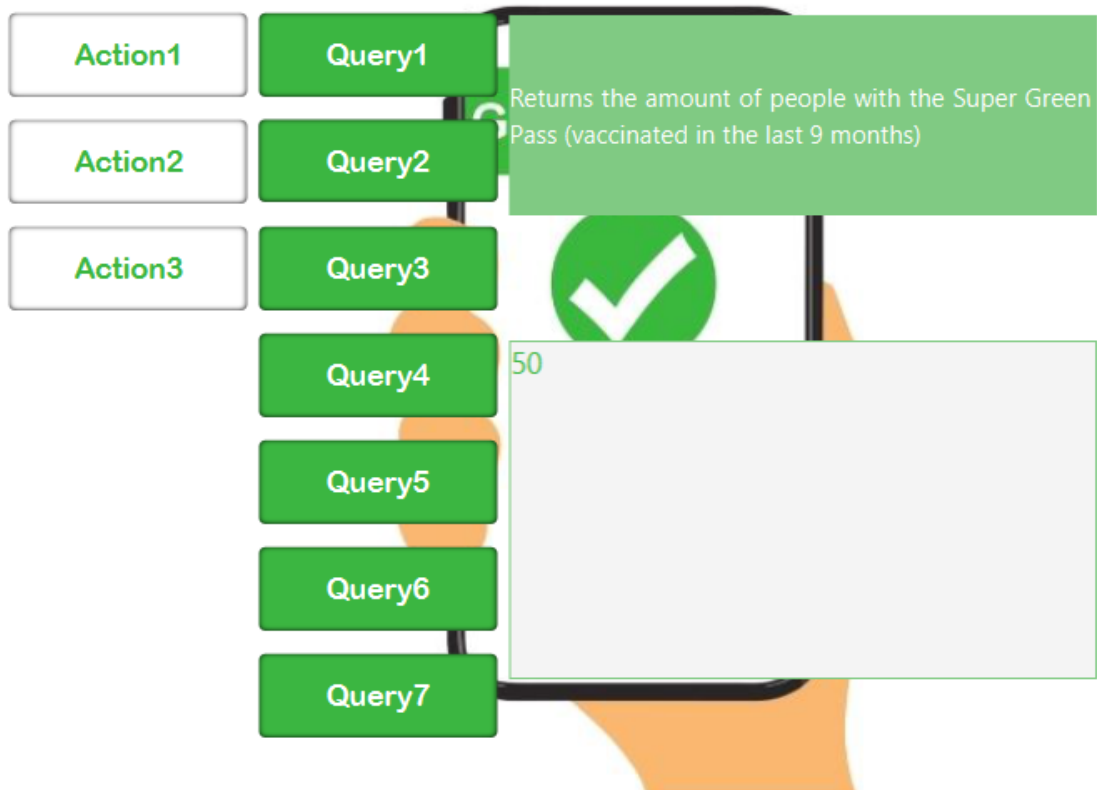 Action1
Query1
Action2
Query2
Action3
Query3
Query4
Query5
Query6
Query7
G
Returns the amount of people with the Super Green
Pass (vaccinated in the last 9 months)
50